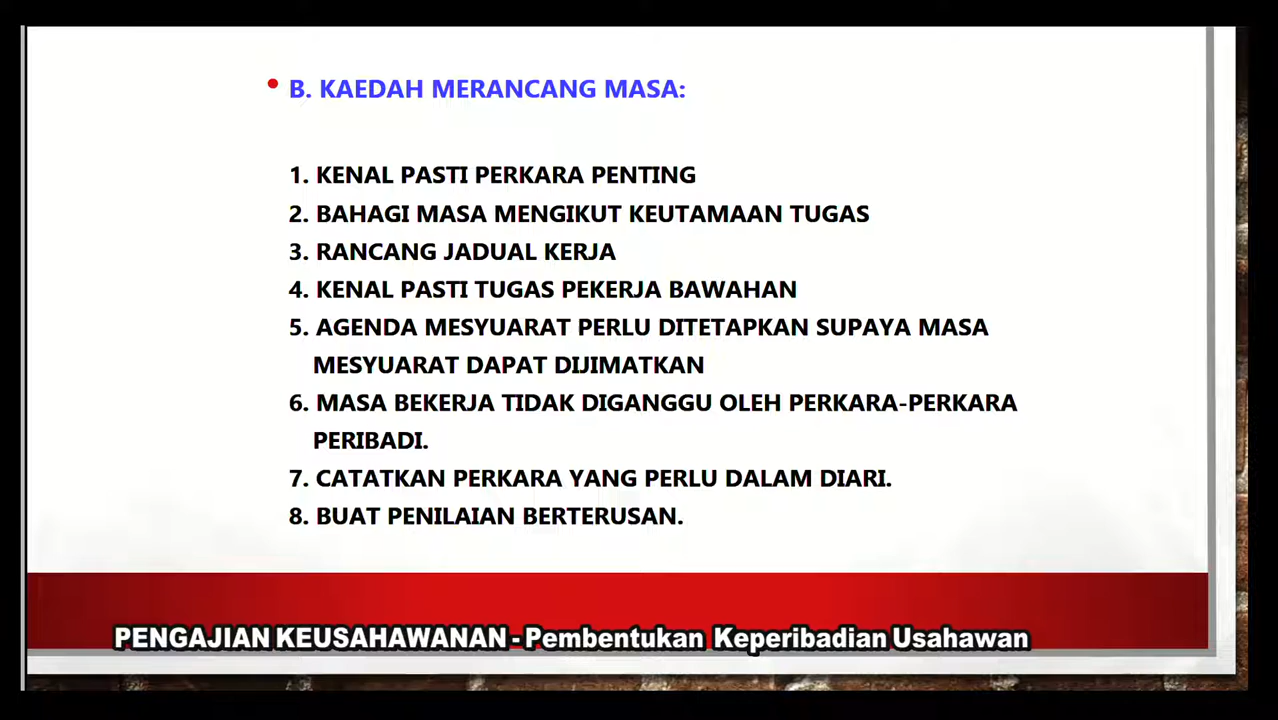 • B. KAEDAH MERANCANG MASA:
1. KENAL PASTI PERKARA PENTING
2. BAHAGI MASA MENGIKUT KEUTAMAAN TUGAS
3. RANCANG JADUAL KERJA
4. KENAL PASTI TUGAS PEKERJA BAWAHAN
5. AGENDA MESYUARAT PERLU DITETAPKAN SUPAYA MASA
MESYUARAT DAPAT DIJIMATKAN
6. MASA BEKERJA TIDAK DIGANGGU OLEH PERKARA-PERKARA
PERIBADI.
7. CATATKAN PERKARA YANG PERLU DALAM DIARI.
8. BUAT PENILAIAN BERTERUSAN.
PENGAJIAN KEUSAHAWANAN - Pembentukan Keperibadian Usahawan